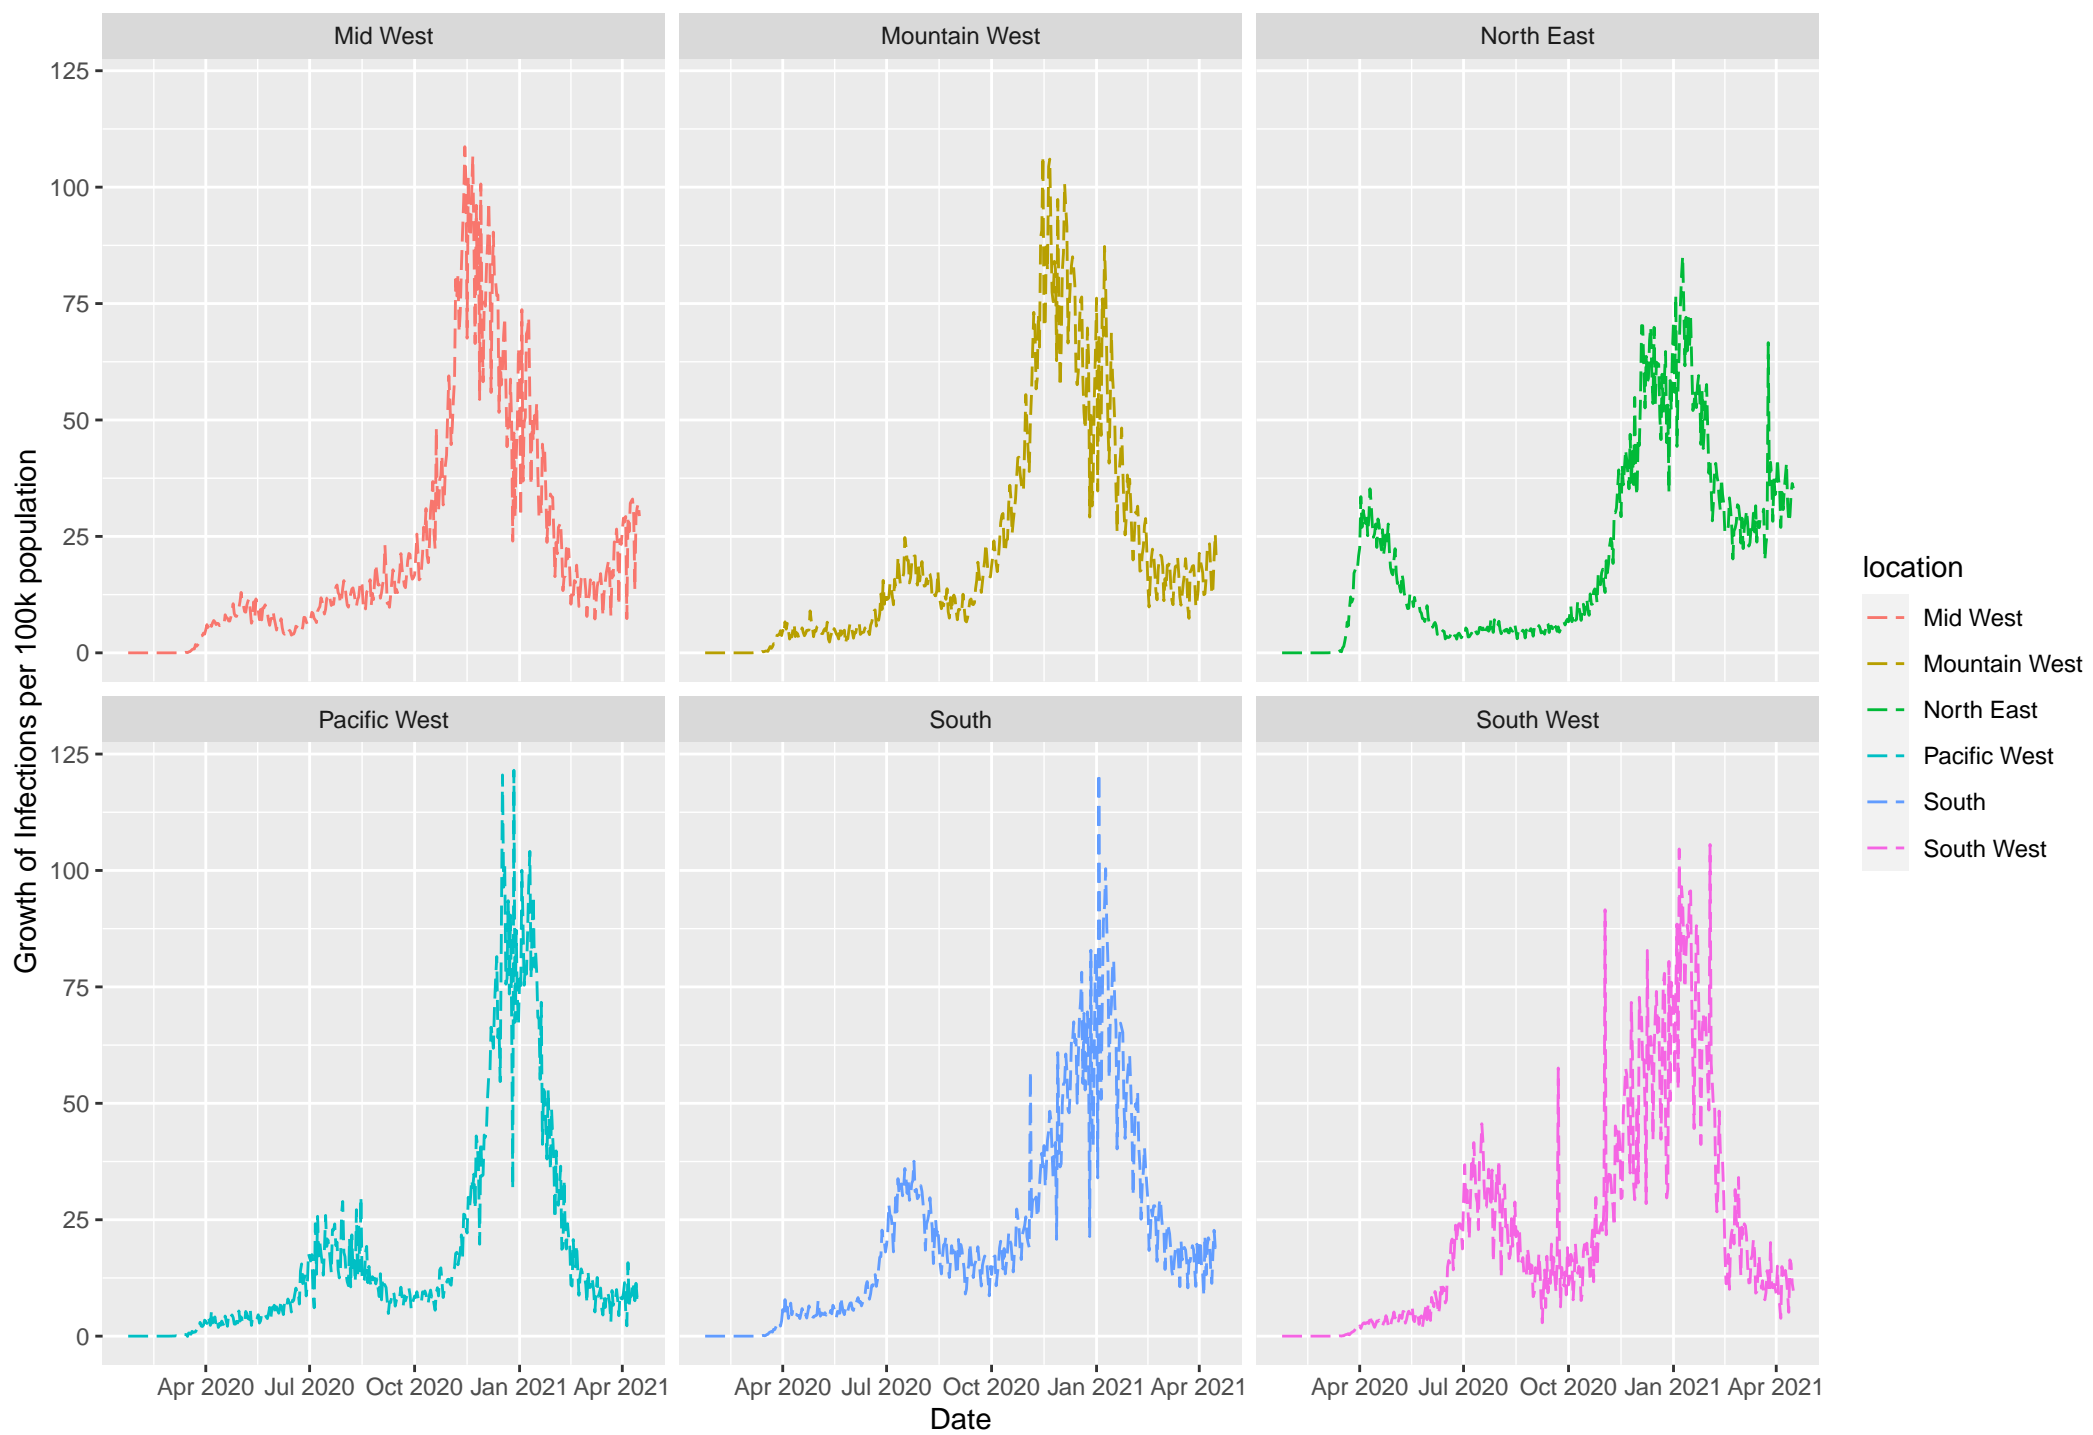 Mid West
Mountain West
North East
125
100
75
50
25
0
Growth of Infections per 100k population
Pacific West
South
South West
125
100
75
50
25
0
Apr 2020 Jul 2020 Oct 2020 Jan 2021 Apr 2021
Apr 2020 Jul 2020 Oct 2020 Jan 2021 Apr 2021
Apr 2020 Jul 2020 Oct 2020 Jan 2021 Apr 2021
Date
location
Mid West
Mountain West
North East
Pacific West
South
South West